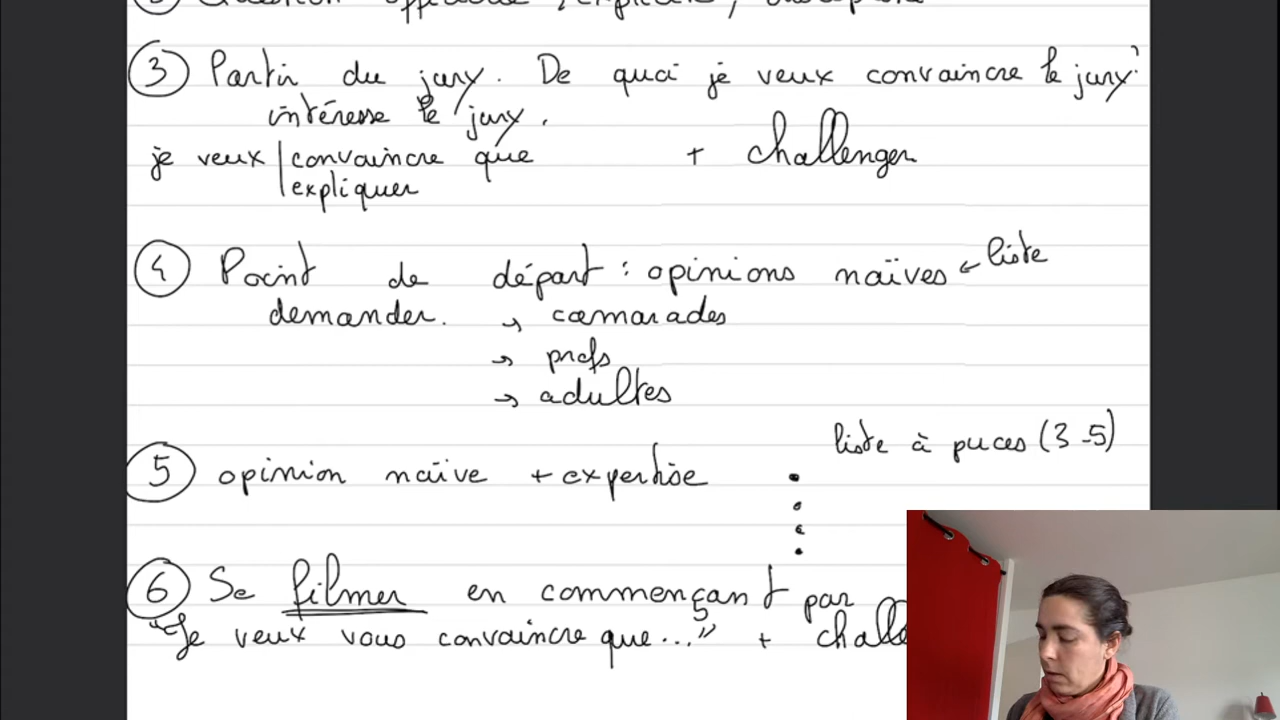 ③ Partir du jury. De quoi je veux convaincre le jury?
intéresse le jury.
je veux convaincre que + challenger
expliquer
④ Point de départ : opinions naïves ← liste
demander. → camarades
→ profs
→ adultes
liste à puces (3-5)
⑤ opinion naïve + expertise
⑥ Se filmer en commençant par
"Je veux vous convaincre que..." + challe